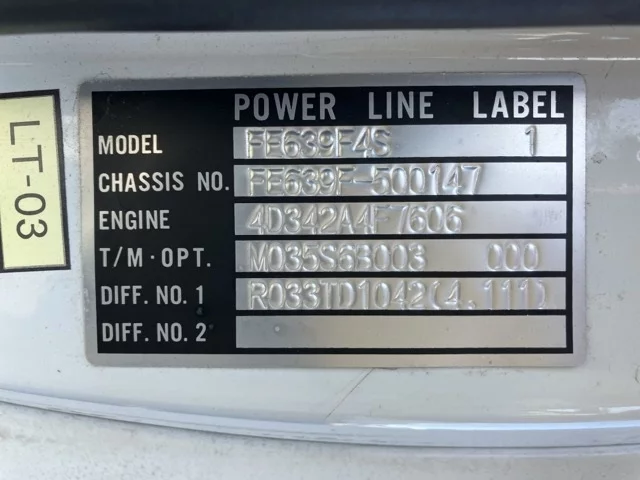 POWER LINE LABEL
MODEL FE639F4S 1
CHASSIS NO. FE639F-500147
ENGINE 4D342A4F7606
T/M·OPT. M035S6B003 000
DIFF. NO. 1 R033TD1042(4.111)
DIFF. NO. 2
LT-03